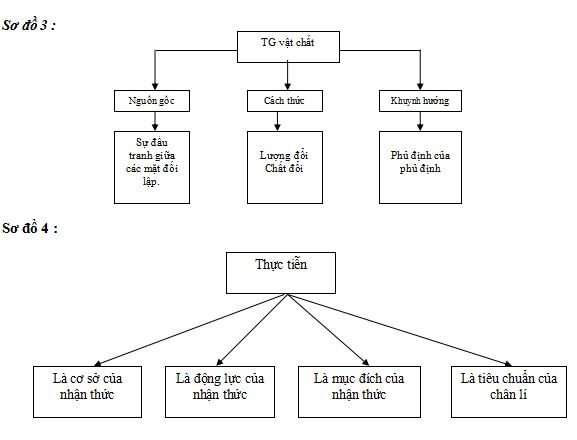 Sơ đồ 3 :
TG vật chất
Nguồn gốc
Cách thức
Khuynh hướng
Sự đấu
tranh giữa
các mặt đối
lập.
Lượng đổi
Chất đổi
Phủ định của
phủ định
Sơ đồ 4 :
Thực tiễn
Là cơ sở của
nhận thức
Là động lực của
nhận thức
Là mục đích của
nhận thức
Là tiêu chuẩn của
chân lí